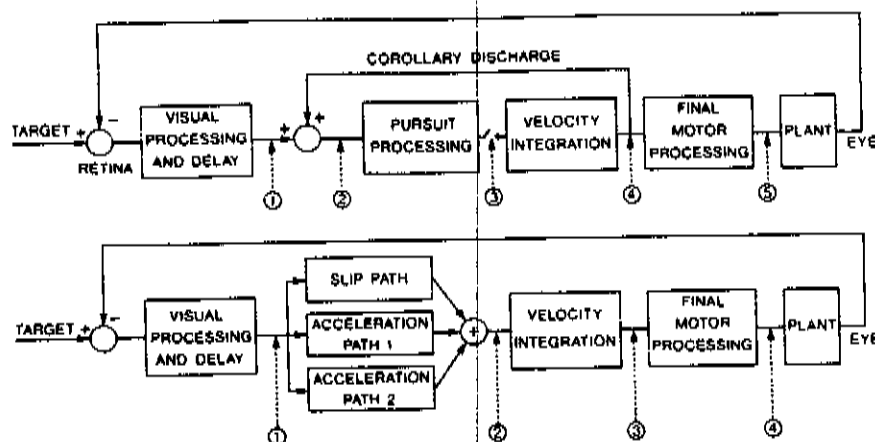 COROLLARY DISCHARGE
TARGET + -
RETINA
VISUAL
PROCESSING
AND DELAY
+ +
PURSUIT
PROCESSING
VELOCITY
INTEGRATION
FINAL
MOTOR
PROCESSING
PLANT
EYE
① ② ③ ④ ⑤
TARGET + -
VISUAL
PROCESSING
AND DELAY
SLIP PATH
ACCELERATION
PATH 1
ACCELERATION
PATH 2
+
VELOCITY
INTEGRATION
FINAL
MOTOR
PROCESSING
PLANT
EYE
① ② ③ ④